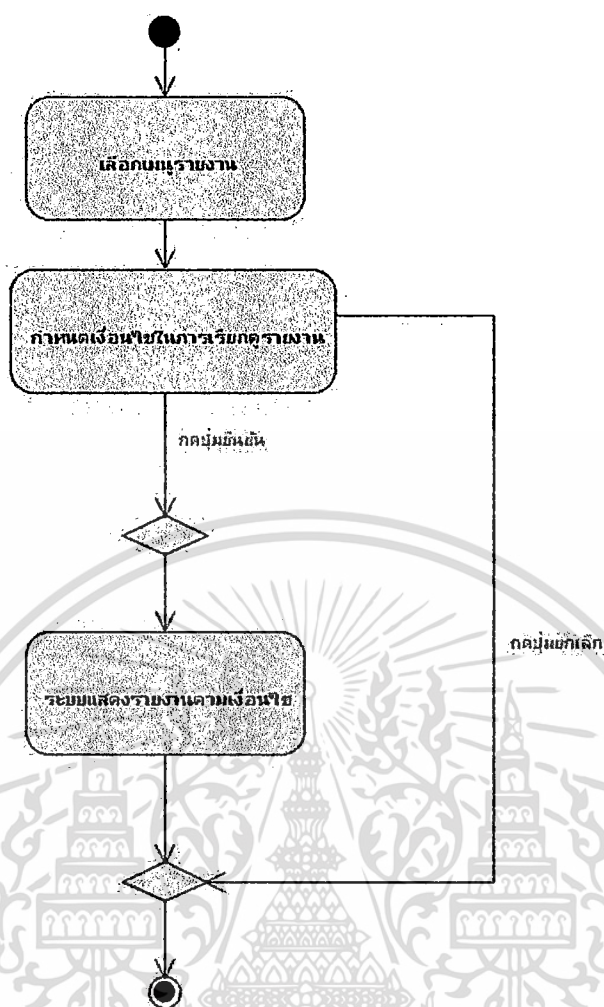 เลือกเมนูรายงาน
กำหนดเงื่อนไขในการเรียกดูรายงาน
กดปุ่มยืนยัน
กดปุ่มยกเลิก
ระบบแสดงรายงานตามเงื่อนไข